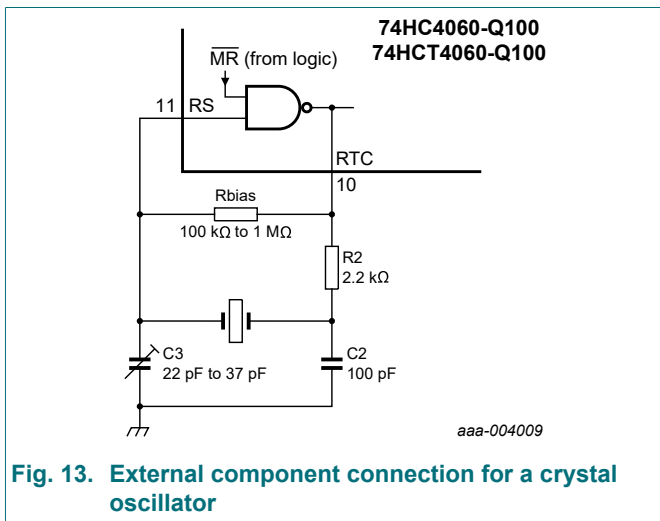 74HC4060-Q100
74HCT4060-Q100
MR (from logic)
11 RS
RTC
10
Rbias
100 kΩ to 1 MΩ
R2
2.2 kΩ
C3
22 pF to 37 pF
C2
100 pF
aaa-004009
Fig. 13. External component connection for a crystal
oscillator